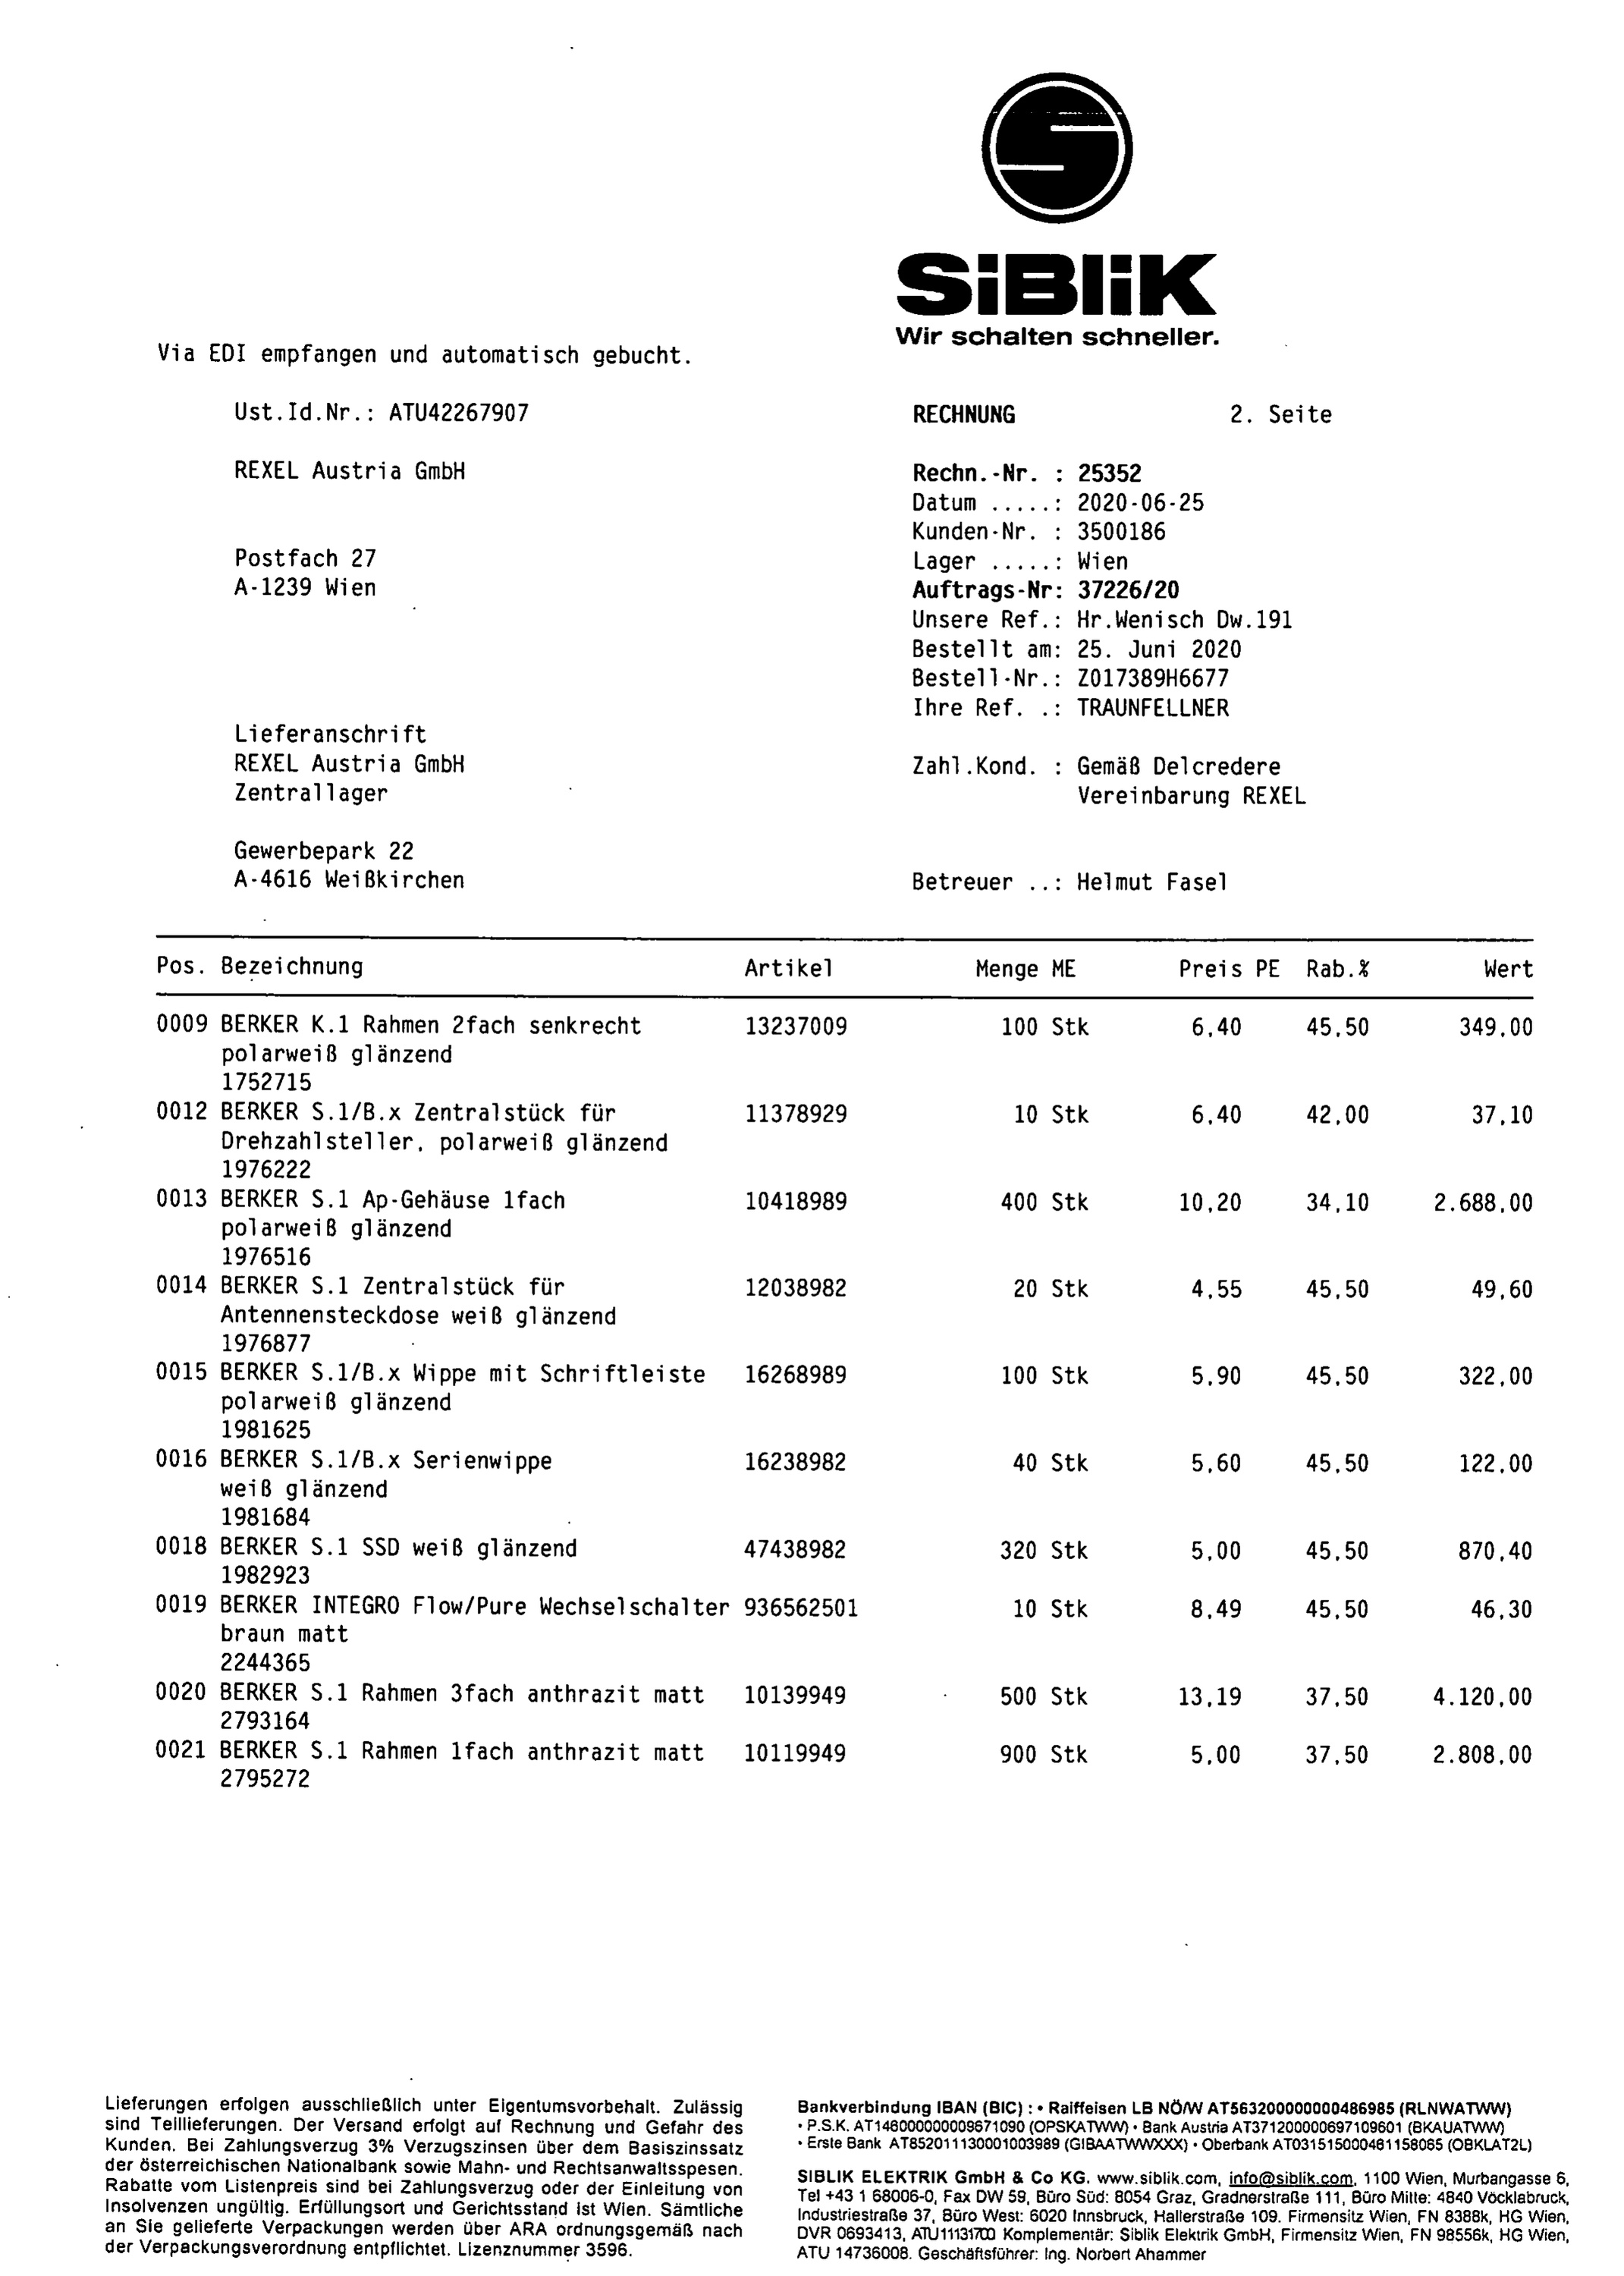 SiBliK
Wir schalten schneller.
Via EDI empfangen und automatisch gebucht.
Ust.Id.Nr.: ATU42267907
RECHNUNG 2. Seite
REXEL Austria GmbH
Rechn.-Nr. : 25352
Datum .....: 2020-06-25
Kunden-Nr. : 3500186
Postfach 27
Lager .....: Wien
A-1239 Wien
Auftrags-Nr: 37226/20
Unsere Ref.: Hr.Wenisch Dw.191
Bestellt am: 25. Juni 2020
Bestell-Nr.: Z017389H6677
Ihre Ref. .: TRAUNFELLNER
Lieferanschrift
REXEL Austria GmbH
Zahl.Kond. : Gemäß Delcredere
Zentrallager
Vereinbarung REXEL
Gewerbepark 22
A-4616 Weißkirchen
Betreuer ..: Helmut Fasel
Pos. Bezeichnung Artikel Menge ME Preis PE Rab.% Wert
0009 BERKER K.1 Rahmen 2fach senkrecht 13237009 100 Stk 6,40 45,50 349,00
polarweiß glänzend
1752715
0012 BERKER S.1/B.x Zentralstück für 11378929 10 Stk 6,40 42,00 37,10
Drehzahlsteller, polarweiß glänzend
1976222
0013 BERKER S.1 Ap-Gehäuse 1fach 10418989 400 Stk 10,20 34,10 2.688,00
polarweiß glänzend
1976516
0014 BERKER S.1 Zentralstück für 12038982 20 Stk 4,55 45,50 49,60
Antennensteckdose weiß glänzend
1976877
0015 BERKER S.1/B.x Wippe mit Schriftleiste 16268989 100 Stk 5,90 45,50 322,00
polarweiß glänzend
1981625
0016 BERKER S.1/B.x Serienwippe 16238982 40 Stk 5,60 45,50 122,00
weiß glänzend
1981684
0018 BERKER S.1 SSD weiß glänzend 47438982 320 Stk 5,00 45,50 870,40
1982923
0019 BERKER INTEGRO Flow/Pure Wechselschalter 936562501 10 Stk 8,49 45,50 46,30
braun matt
2244365
0020 BERKER S.1 Rahmen 3fach anthrazit matt 10139949 500 Stk 13,19 37,50 4.120,00
2793164
0021 BERKER S.1 Rahmen 1fach anthrazit matt 10119949 900 Stk 5,00 37,50 2.808,00
2795272
Lieferungen erfolgen ausschließlich unter Eigentumsvorbehalt. Zulässig
sind Teillieferungen. Der Versand erfolgt auf Rechnung und Gefahr des
Kunden. Bei Zahlungsverzug 3% Verzugszinsen über dem Basiszinssatz
der österreichischen Nationalbank sowie Mahn- und Rechtsanwaltsspesen.
Rabatte vom Listenpreis sind bei Zahlungsverzug oder der Einleitung von
Insolvenzen ungültig. Erfüllungsort und Gerichtsstand ist Wien. Sämtliche
an Sie gelieferte Verpackungen werden über ARA ordnungsgemäß nach
der Verpackungsverordnung entpflichtet. Lizenznummer 3596.
Bankverbindung IBAN (BIC) : • Raiffeisen LB NÖ/W AT563200000000486985 (RLNWATWW)
• P.S.K. AT146000000009671090 (OPSKATWW) • Bank Austria AT371200000697109601 (BKAUATWW)
• Erste Bank AT852011130001003989 (GIBAATWWXXX) • Oberbank AT031515000461158065 (OBKLAT2L)
SIBLIK ELEKTRIK GmbH & Co KG. www.siblik.com, info@siblik.com, 1100 Wien, Murbangasse 6,
Tel +43 1 68006-0, Fax DW 59, Büro Süd: 8054 Graz, Gradnerstraße 111, Büro Mitte: 4840 Vöcklabruck,
Industriestraße 37, Büro West: 6020 Innsbruck, Hallerstraße 109. Firmensitz Wien, FN 8388k, HG Wien,
DVR 0693413, ATU11131700 Komplementär: Siblik Elektrik GmbH, Firmensitz Wien, FN 98556k, HG Wien,
ATU 14736008. Geschäftsführer: Ing. Norbert Ahammer